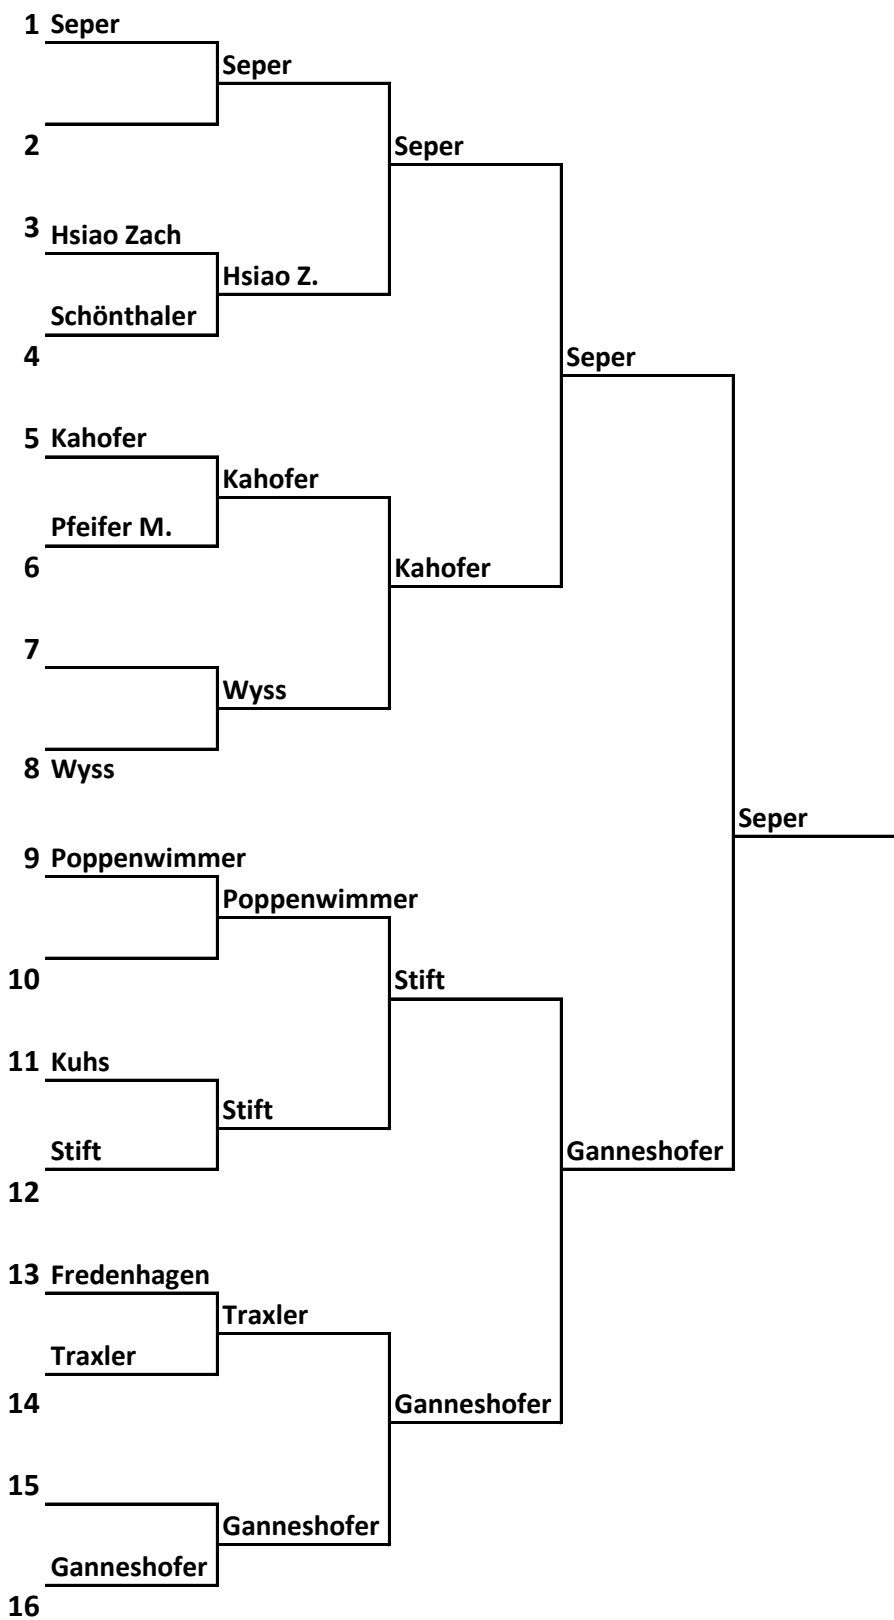 1 Seper
Seper
2
Seper
3 Hsiao Zach
Hsiao Z.
Schönthaler
4
Seper
5 Kahofer
Kahofer
Pfeifer M.
6
Kahofer
7
Wyss
8 Wyss
Seper
9 Poppenwimmer
Poppenwimmer
10
Stift
11 Kuhs
Stift
Stift
Ganneshofer
12
13 Fredenhagen
Traxler
Traxler
14
Ganneshofer
15
Ganneshofer
Ganneshofer
16